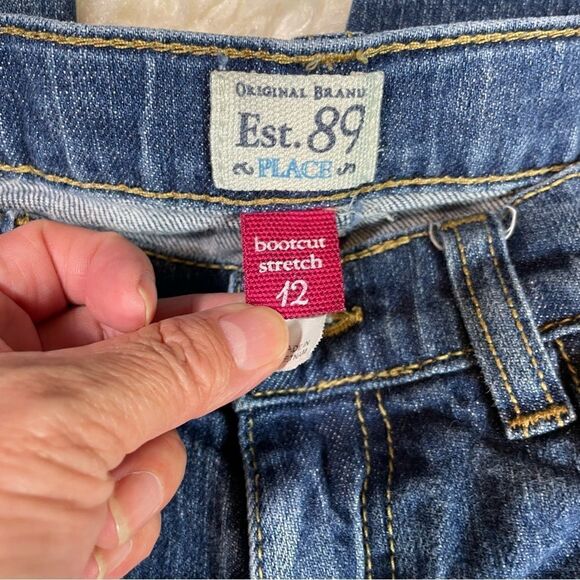 ORIGINAL BRAND
Est. 89
PLACE
bootcut
stretch
12